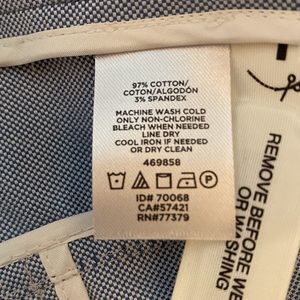 97% COTTON/
COTON/ALGODÓN
3% SPANDEX
MACHINE WASH COLD
ONLY NON-CHLORINE
BLEACH WHEN NEEDED
LINE DRY
COOL IRON IF NEEDED
OR DRY CLEAN
469858
P
ID# 70068
CA#57421
RN#77379
REMOVE BEFORE WE
OR WASHING